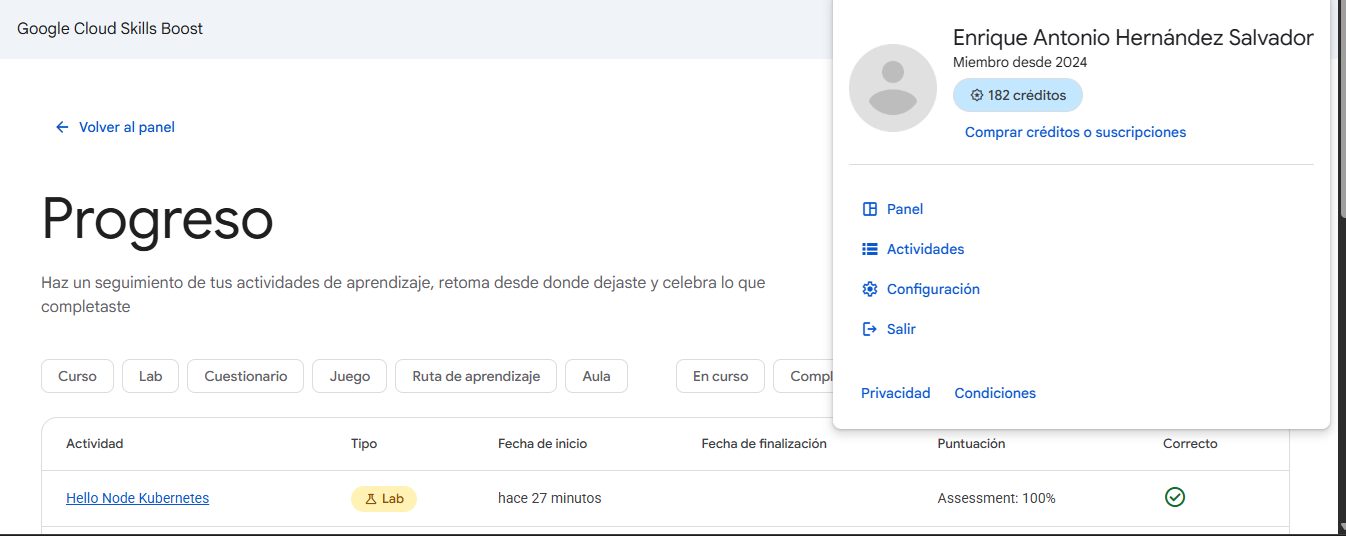 Google Cloud Skills Boost
Enrique Antonio Hernández Salvador
Miembro desde 2024
182 créditos
Comprar créditos o suscripciones
Panel
Actividades
Configuración
Salir
Privacidad Condiciones
Volver al panel
Progreso
Haz un seguimiento de tus actividades de aprendizaje, retoma desde donde dejaste y celebra lo que
completaste
Curso Lab Cuestionario Juego Ruta de aprendizaje Aula En curso
Actividad Tipo Fecha de inicio Fecha de finalización Puntuación Correcto
Hello Node Kubernetes Lab hace 27 minutos Assessment: 100%